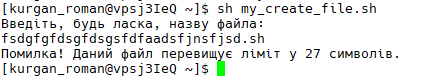 [kurgan_roman@vpsj3IeQ ~]$ sh my_create_file.sh
Введіть, будь ласка, назву файла:
fsdgfgfdsgfdsgsfdfaadsfjnsfjsd.sh
Помилка! Даний файл перевищує ліміт у 27 символів.
[kurgan_roman@vpsj3IeQ ~]$